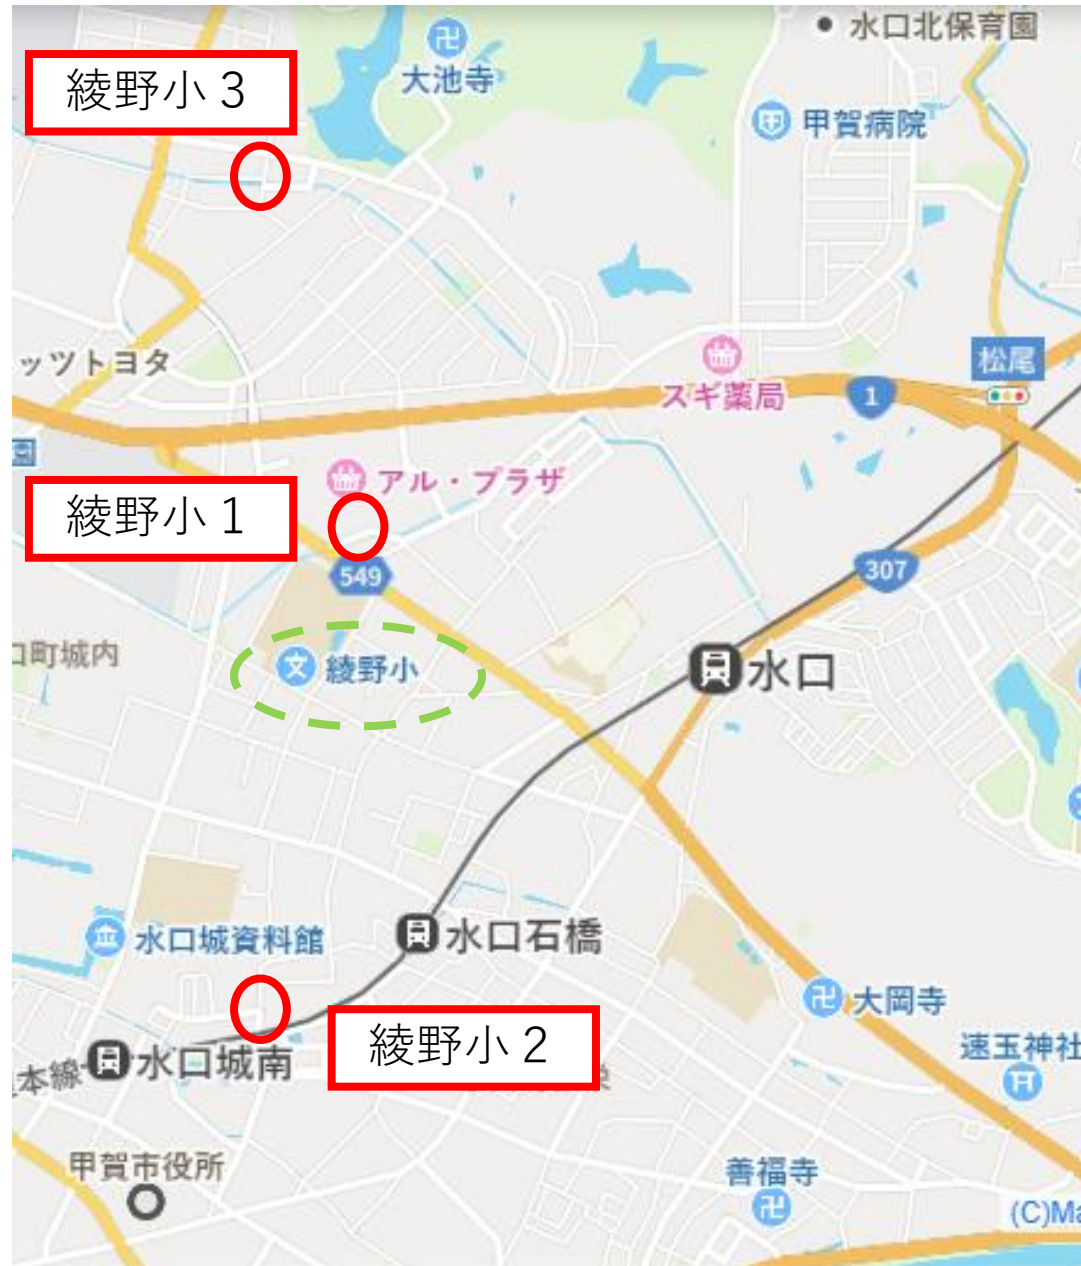 水口北保育園
綾野小３
大池寺
甲賀病院
ッツトヨタ
スギ薬局
1
松尾
園
アル・プラザ
綾野小１
549
307
口町城内
文
綾野小
水口
水口城資料館
水口石橋
大岡寺
綾野小２
本線
水口城南
栄
速玉神社
甲賀市役所
善福寺
(C)Ma